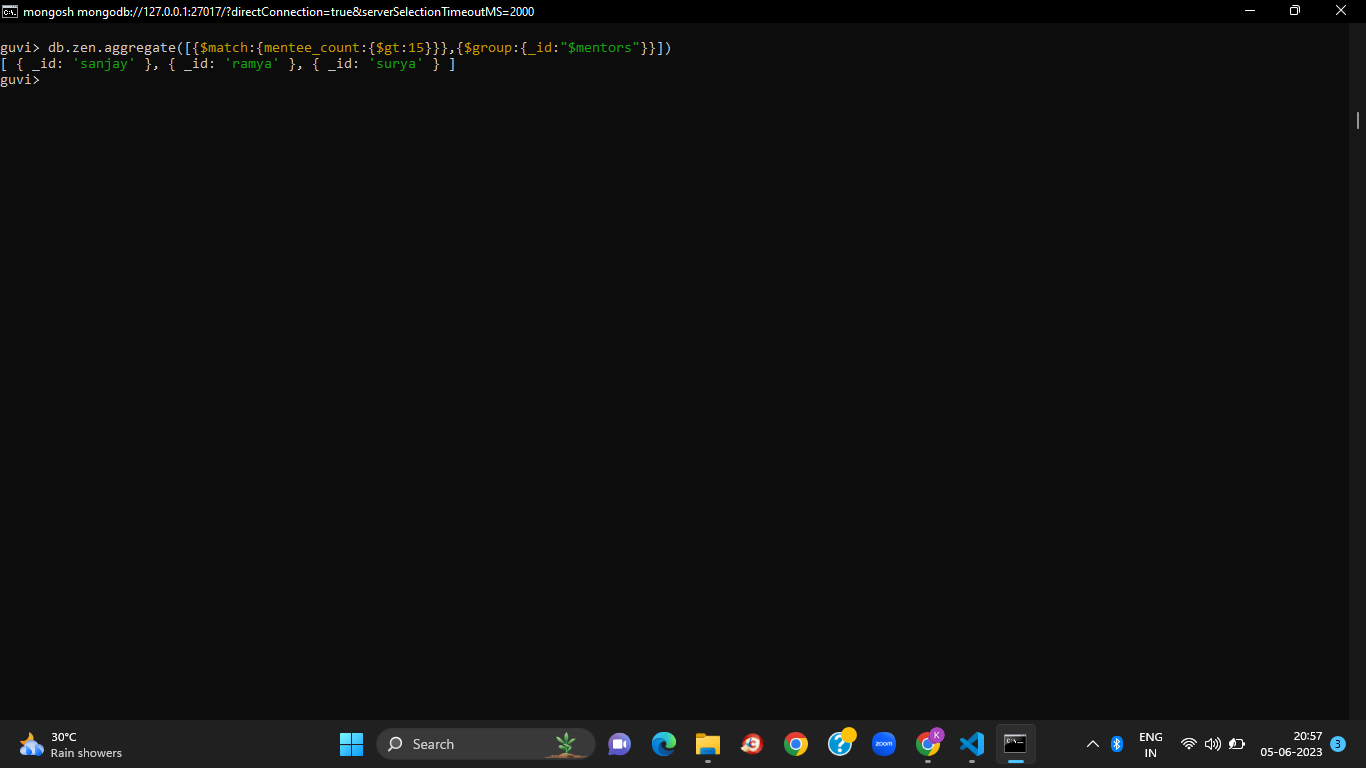 mongosh mongodb://127.0.0.1:27017/?directConnection=true&serverSelectionTimeoutMS=2000
guvi> db.zen.aggregate([{$match:{mentee_count:{$gt:15}}},{$group:{_id:"$mentors"}}])
[ { _id: 'sanjay' }, { _id: 'ramya' }, { _id: 'surya' } ]
guvi>
30°C
Rain showers
Search
zoom
K
ENG
IN
20:57
05-06-2023
3